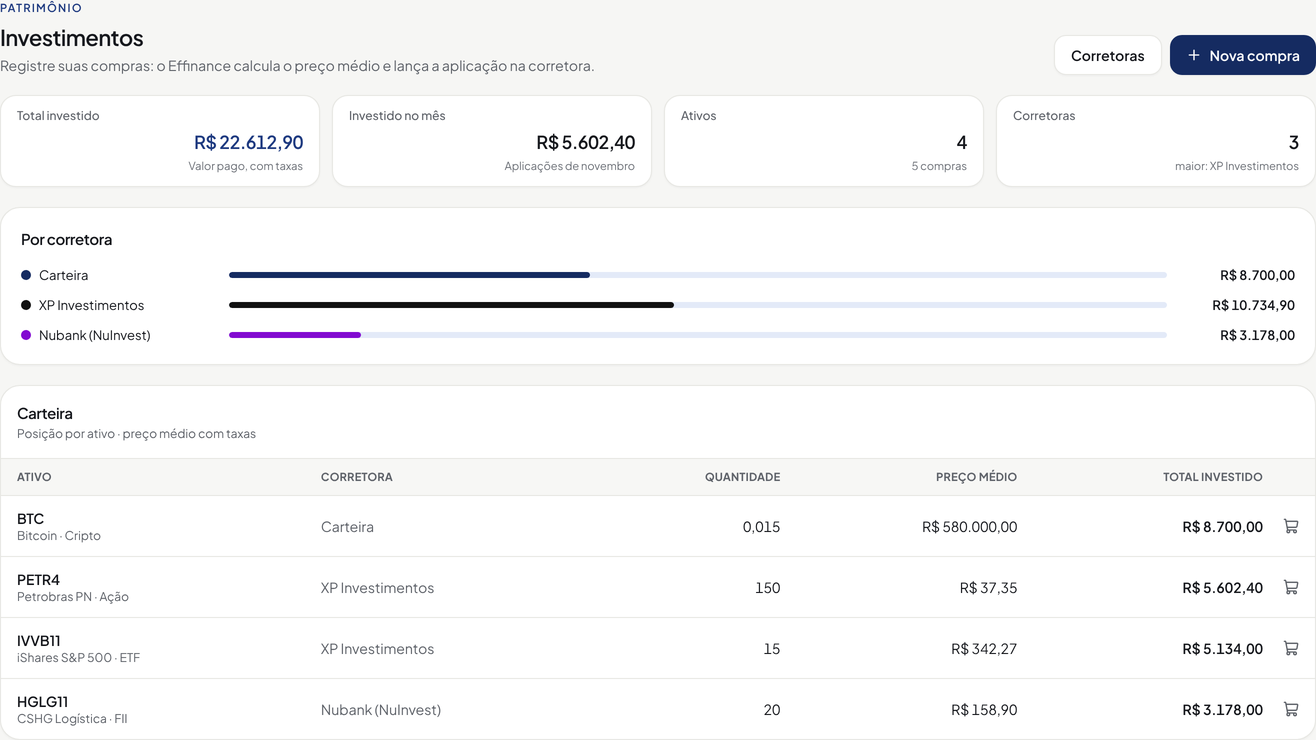 PATRIMÔNIO
Investimentos
Registre suas compras: o Effinance calcula o preço médio e lança a aplicação na corretora.
Corretoras
+ Nova compra
Total investido
R$ 22.612,90
Valor pago, com taxas
Investido no mês
R$ 5.602,40
Aplicações de novembro
Ativos
4
5 compras
Corretoras
3
maior: XP Investimentos
Por corretora
Carteira R$ 8.700,00
XP Investimentos R$ 10.734,90
Nubank (NuInvest) R$ 3.178,00
Carteira
Posição por ativo · preço médio com taxas
ATIVO CORRETORA QUANTIDADE PREÇO MÉDIO TOTAL INVESTIDO
BTC
Bitcoin · Cripto
Carteira 0,015 R$ 580.000,00 R$ 8.700,00
PETR4
Petrobras PN · Ação
XP Investimentos 150 R$ 37,35 R$ 5.602,40
IVVB11
iShares S&P 500 · ETF
XP Investimentos 15 R$ 342,27 R$ 5.134,00
HGLG11
CSHG Logística · FII
Nubank (NuInvest) 20 R$ 158,90 R$ 3.178,00